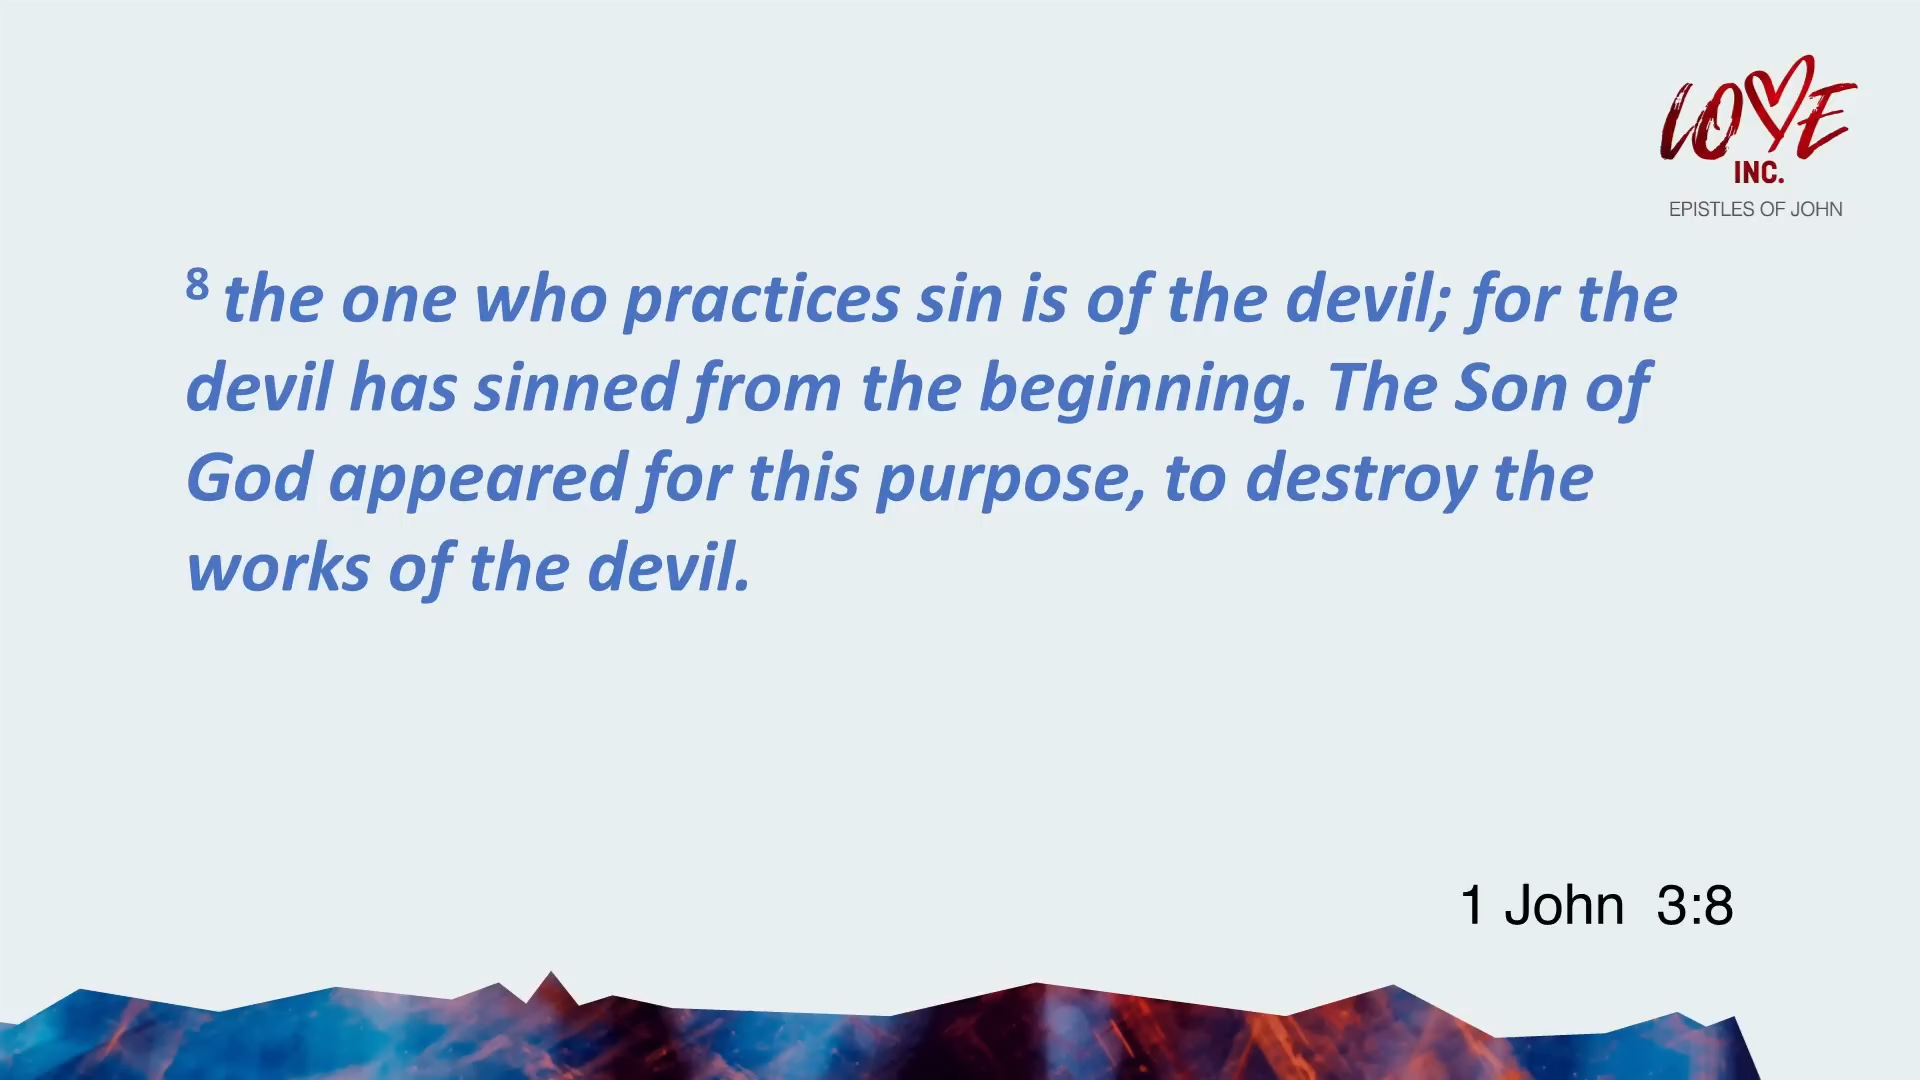 LOVE
INC.
EPISTLES OF JOHN
8 the one who practices sin is of the devil; for the
devil has sinned from the beginning. The Son of
God appeared for this purpose, to destroy the
works of the devil.
1 John 3:8